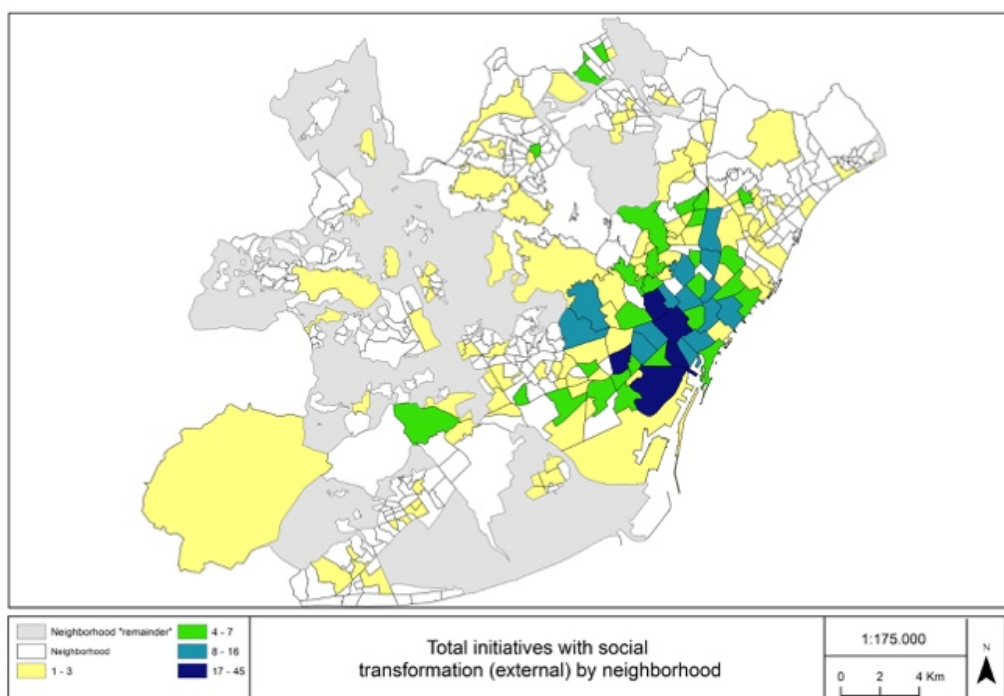 Neighborhood "remainder"
Neighborhood
1 - 3
4 - 7
8 - 16
17 - 45
Total initiatives with social
transformation (external) by neighborhood
1:175.000
0 2 4 Km
N